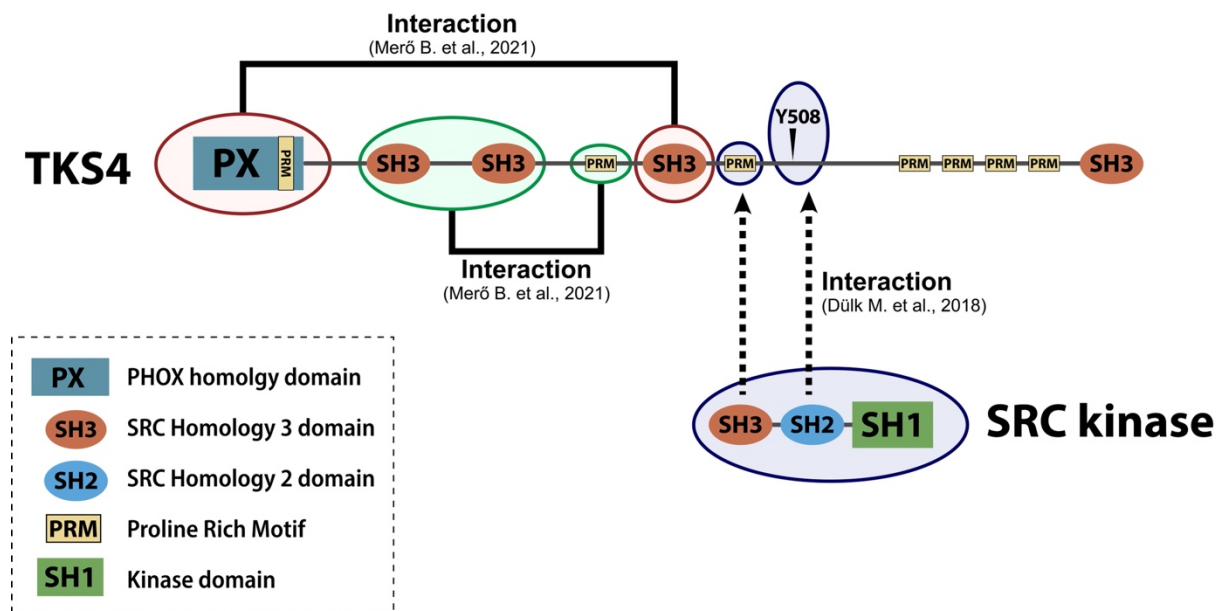 Interaction
(Merő B. et al., 2021)
TKS4
PX
PRM
SH3
SH3
PRM
SH3
PRM
Y508
PRM
PRM
PRM
PRM
SH3
Interaction
(Merő B. et al., 2021)
Interaction
(Dülk M. et al., 2018)
SH3
SH2
SH1
SRC kinase
PX PHOX homolgy domain
SH3 SRC Homology 3 domain
SH2 SRC Homology 2 domain
PRM Proline Rich Motif
SH1 Kinase domain